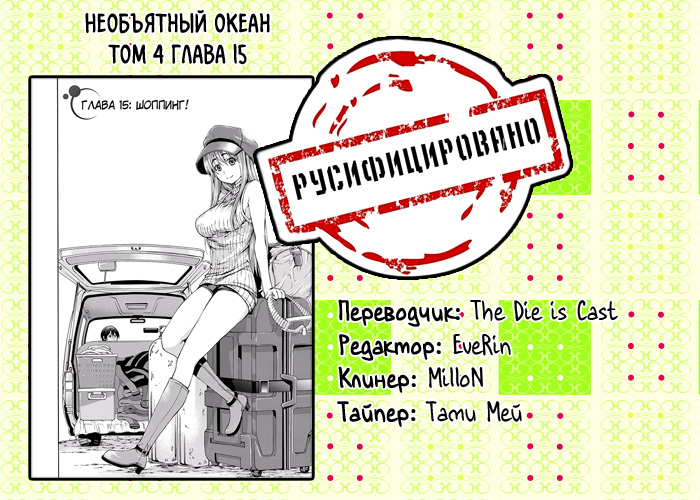 НЕОБЪЯТНЫЙ ОКЕАН
ТОМ 4 ГЛАВА 15
ГЛАВА 15: ШОППИНГ!
РУСИФИЦИРОВАНО
Переводчик: The Die is Cast
Редактор: EveRin
Клинер: MilloN
Тайпер: Тами Мей